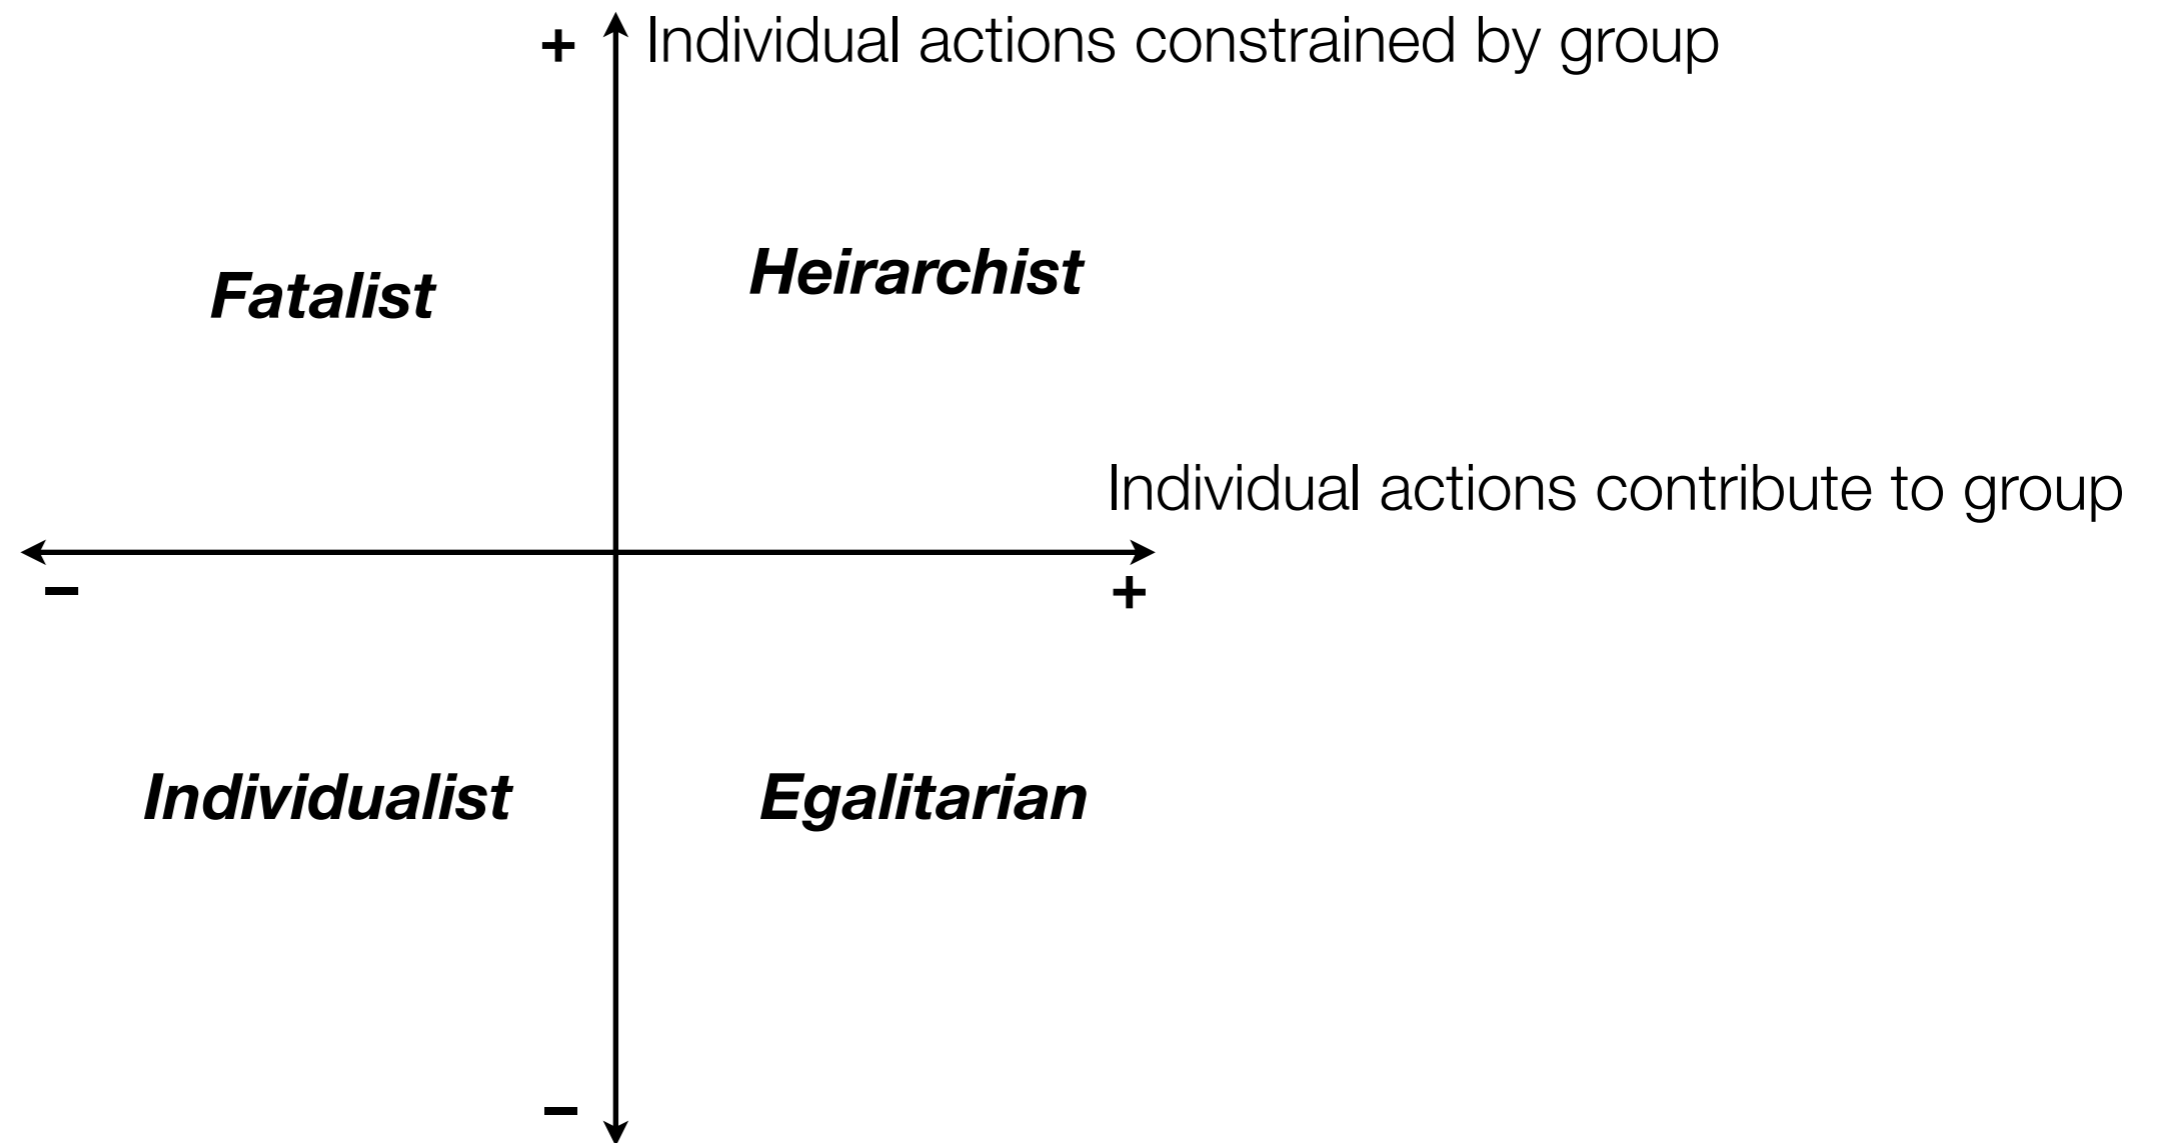 + Individual actions constrained by group
Heirarchist
Fatalist
Individual actions contribute to group
– +
Individualist Egalitarian
–